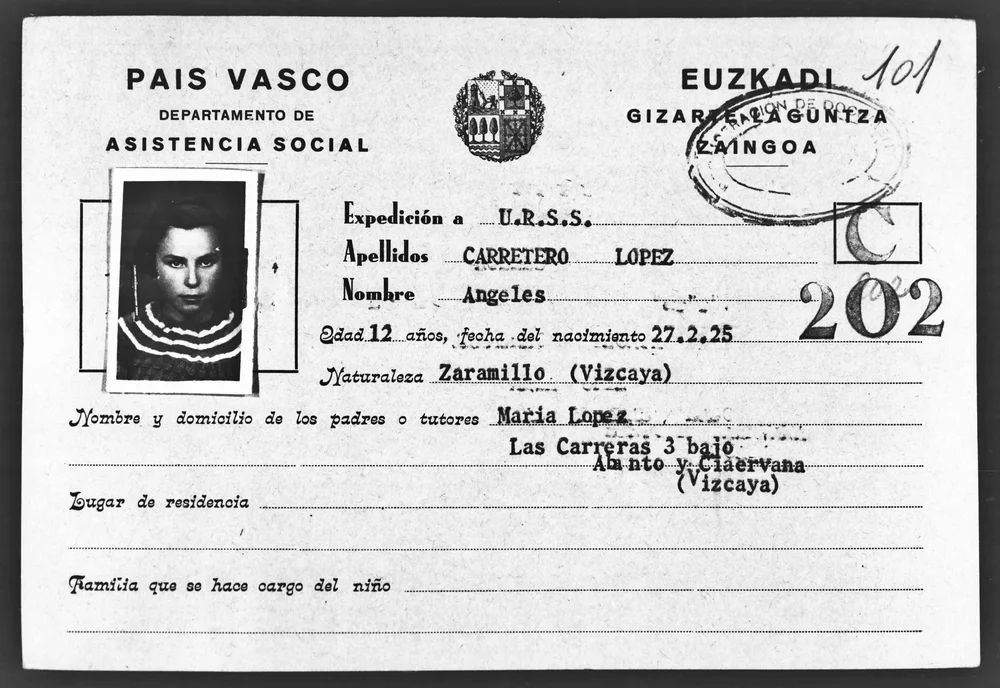 PAIS VASCO
DEPARTAMENTO DE
ASISTENCIA SOCIAL
EUZKADI
GIZARTE LAGUNTZA
ZAINGOA
101
Expedición a U.R.S.S.
Apellidos CARRETERO LOPEZ
C
Nombre Angeles
202
Edad 12 años, fecha del nacimiento 27.2.25
Naturaleza Zaramillo (Vizcaya)
Nombre y domicilio de los padres o tutores Maria Lopez
Las Carreras 3 bajo
Abanto y Ciaervana
(Vizcaya)
Lugar de residencia
Familia que se hace cargo del niño